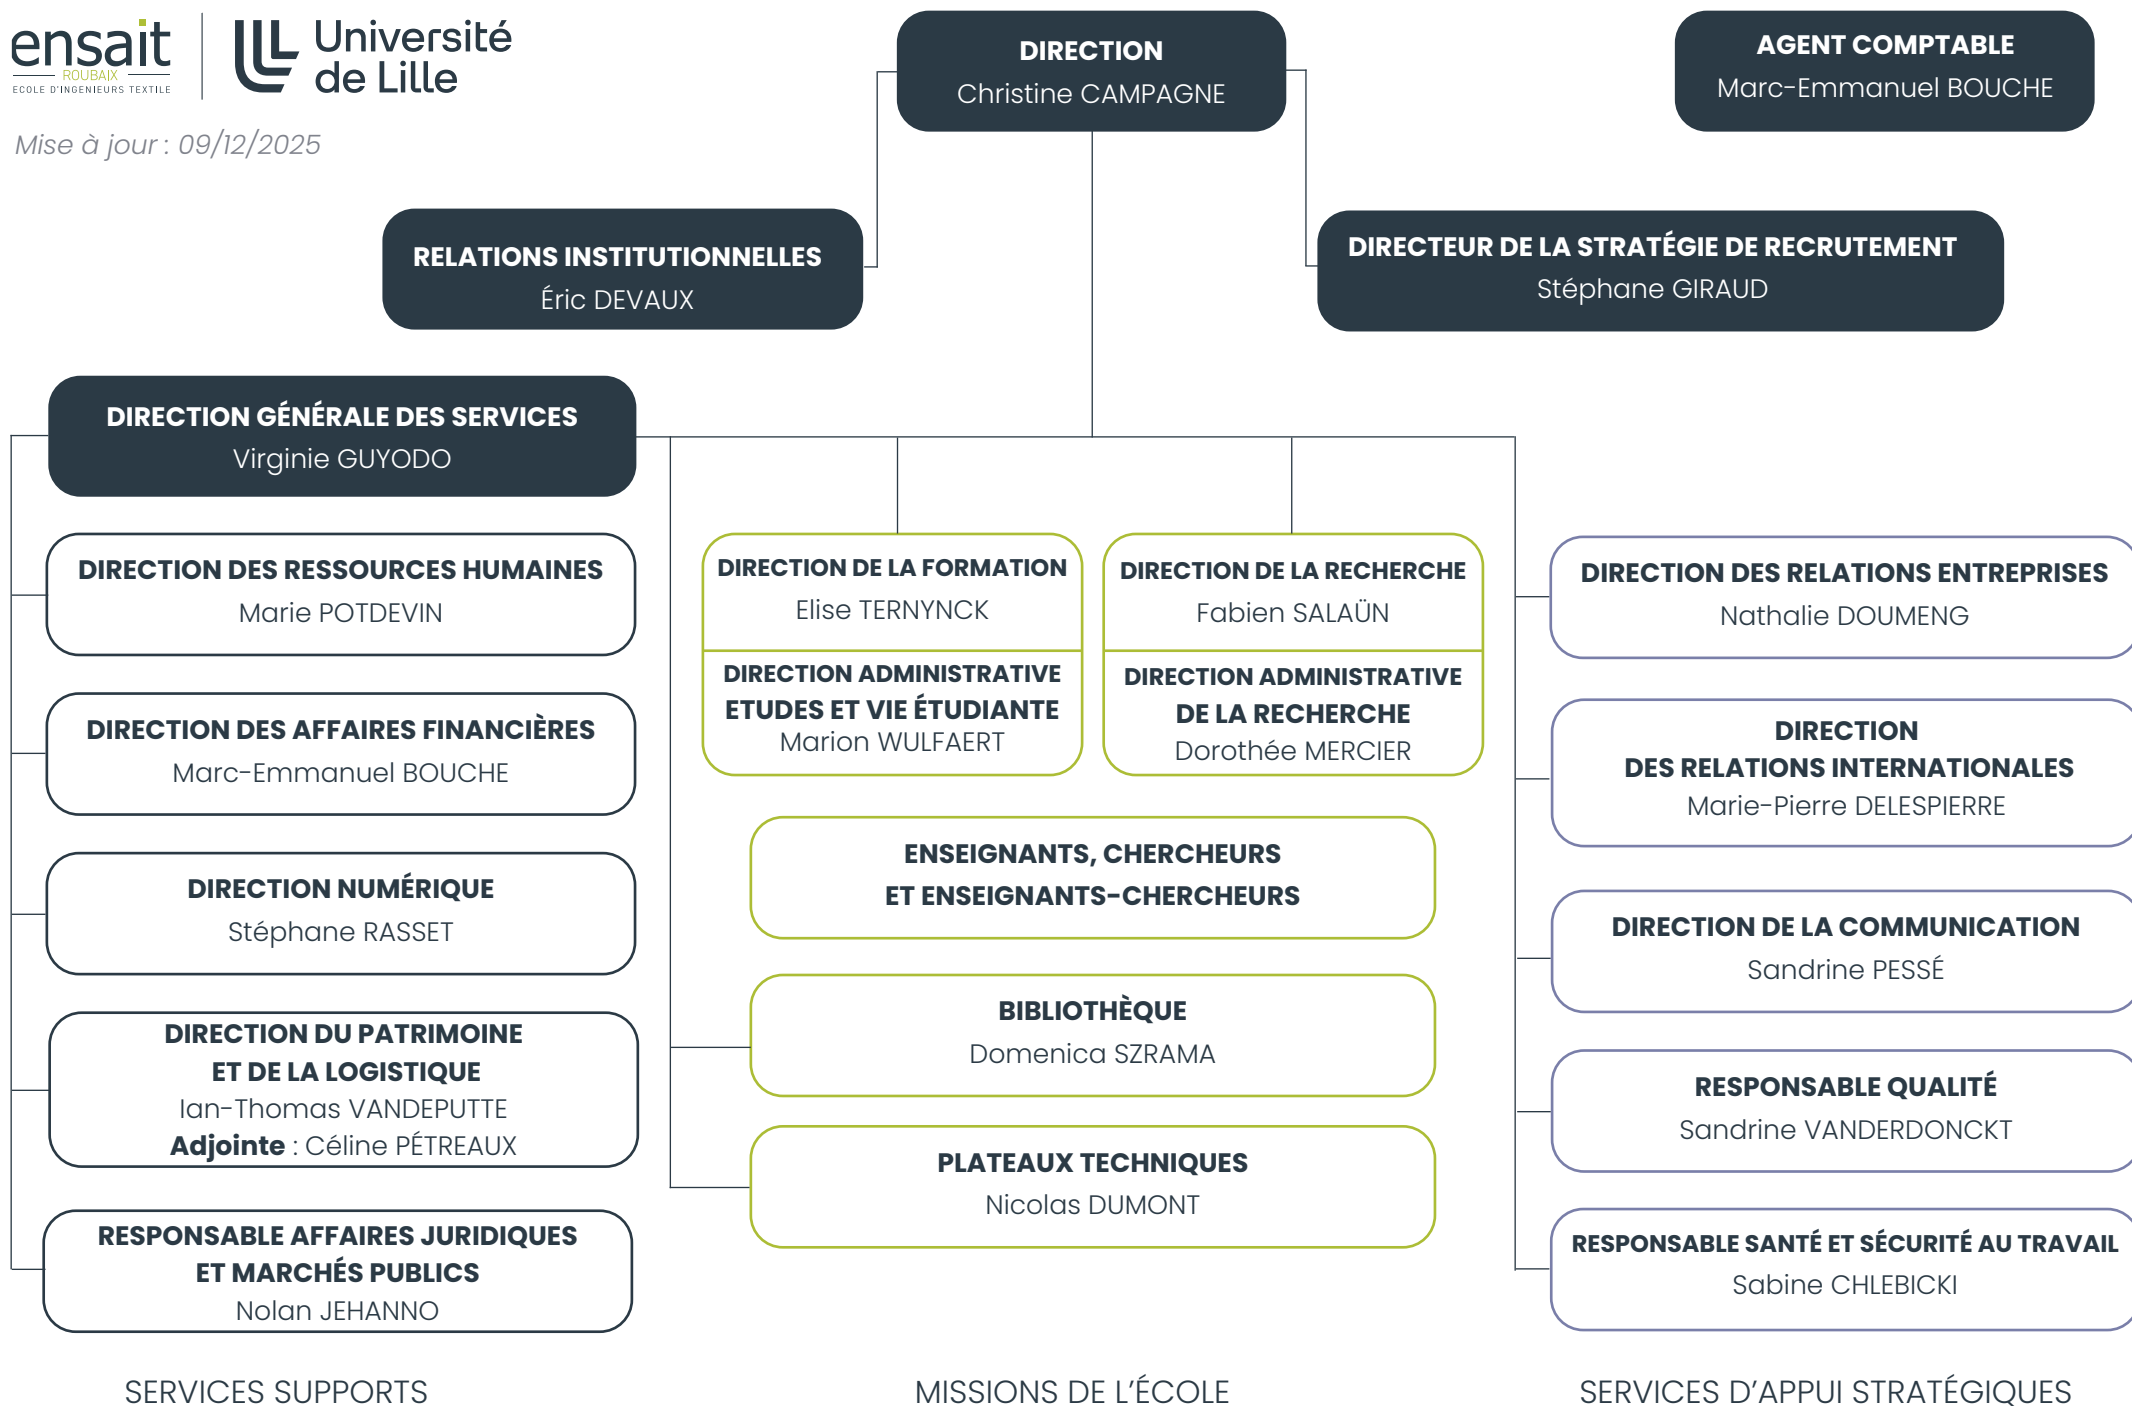 ensait
ROUBAIX
ECOLE D'INGENIEURS TEXTILE
Université
de Lille
Mise à jour : 09/12/2025
DIRECTION
Christine CAMPAGNE
AGENT COMPTABLE
Marc-Emmanuel BOUCHE
RELATIONS INSTITUTIONNELLES
Éric DEVAUX
DIRECTEUR DE LA STRATÉGIE DE RECRUTEMENT
Stéphane GIRAUD
DIRECTION GÉNÉRALE DES SERVICES
Virginie GUYODO
DIRECTION DES RESSOURCES HUMAINES
Marie POTDEVIN
DIRECTION DES AFFAIRES FINANCIÈRES
Marc-Emmanuel BOUCHE
DIRECTION NUMÉRIQUE
Stéphane RASSET
DIRECTION DU PATRIMOINE
ET DE LA LOGISTIQUE
Ian-Thomas VANDEPUTTE
Adjointe : Céline PÉTREAUX
RESPONSABLE AFFAIRES JURIDIQUES
ET MARCHÉS PUBLICS
Nolan JEHANNO
SERVICES SUPPORTS
DIRECTION DE LA FORMATION
Elise TERNYNCK
DIRECTION ADMINISTRATIVE
ETUDES ET VIE ÉTUDIANTE
Marion WULFAERT
DIRECTION DE LA RECHERCHE
Fabien SALAÜN
DIRECTION ADMINISTRATIVE
DE LA RECHERCHE
Dorothée MERCIER
ENSEIGNANTS, CHERCHEURS
ET ENSEIGNANTS-CHERCHEURS
BIBLIOTHÈQUE
Domenica SZRAMA
PLATEAUX TECHNIQUES
Nicolas DUMONT
MISSIONS DE L'ÉCOLE
DIRECTION DES RELATIONS ENTREPRISES
Nathalie DOUMENG
DIRECTION
DES RELATIONS INTERNATIONALES
Marie-Pierre DELESPIERRE
DIRECTION DE LA COMMUNICATION
Sandrine PESSÉ
RESPONSABLE QUALITÉ
Sandrine VANDERDONCKT
RESPONSABLE SANTÉ ET SÉCURITÉ AU TRAVAIL
Sabine CHLEBICKI
SERVICES D'APPUI STRATÉGIQUES